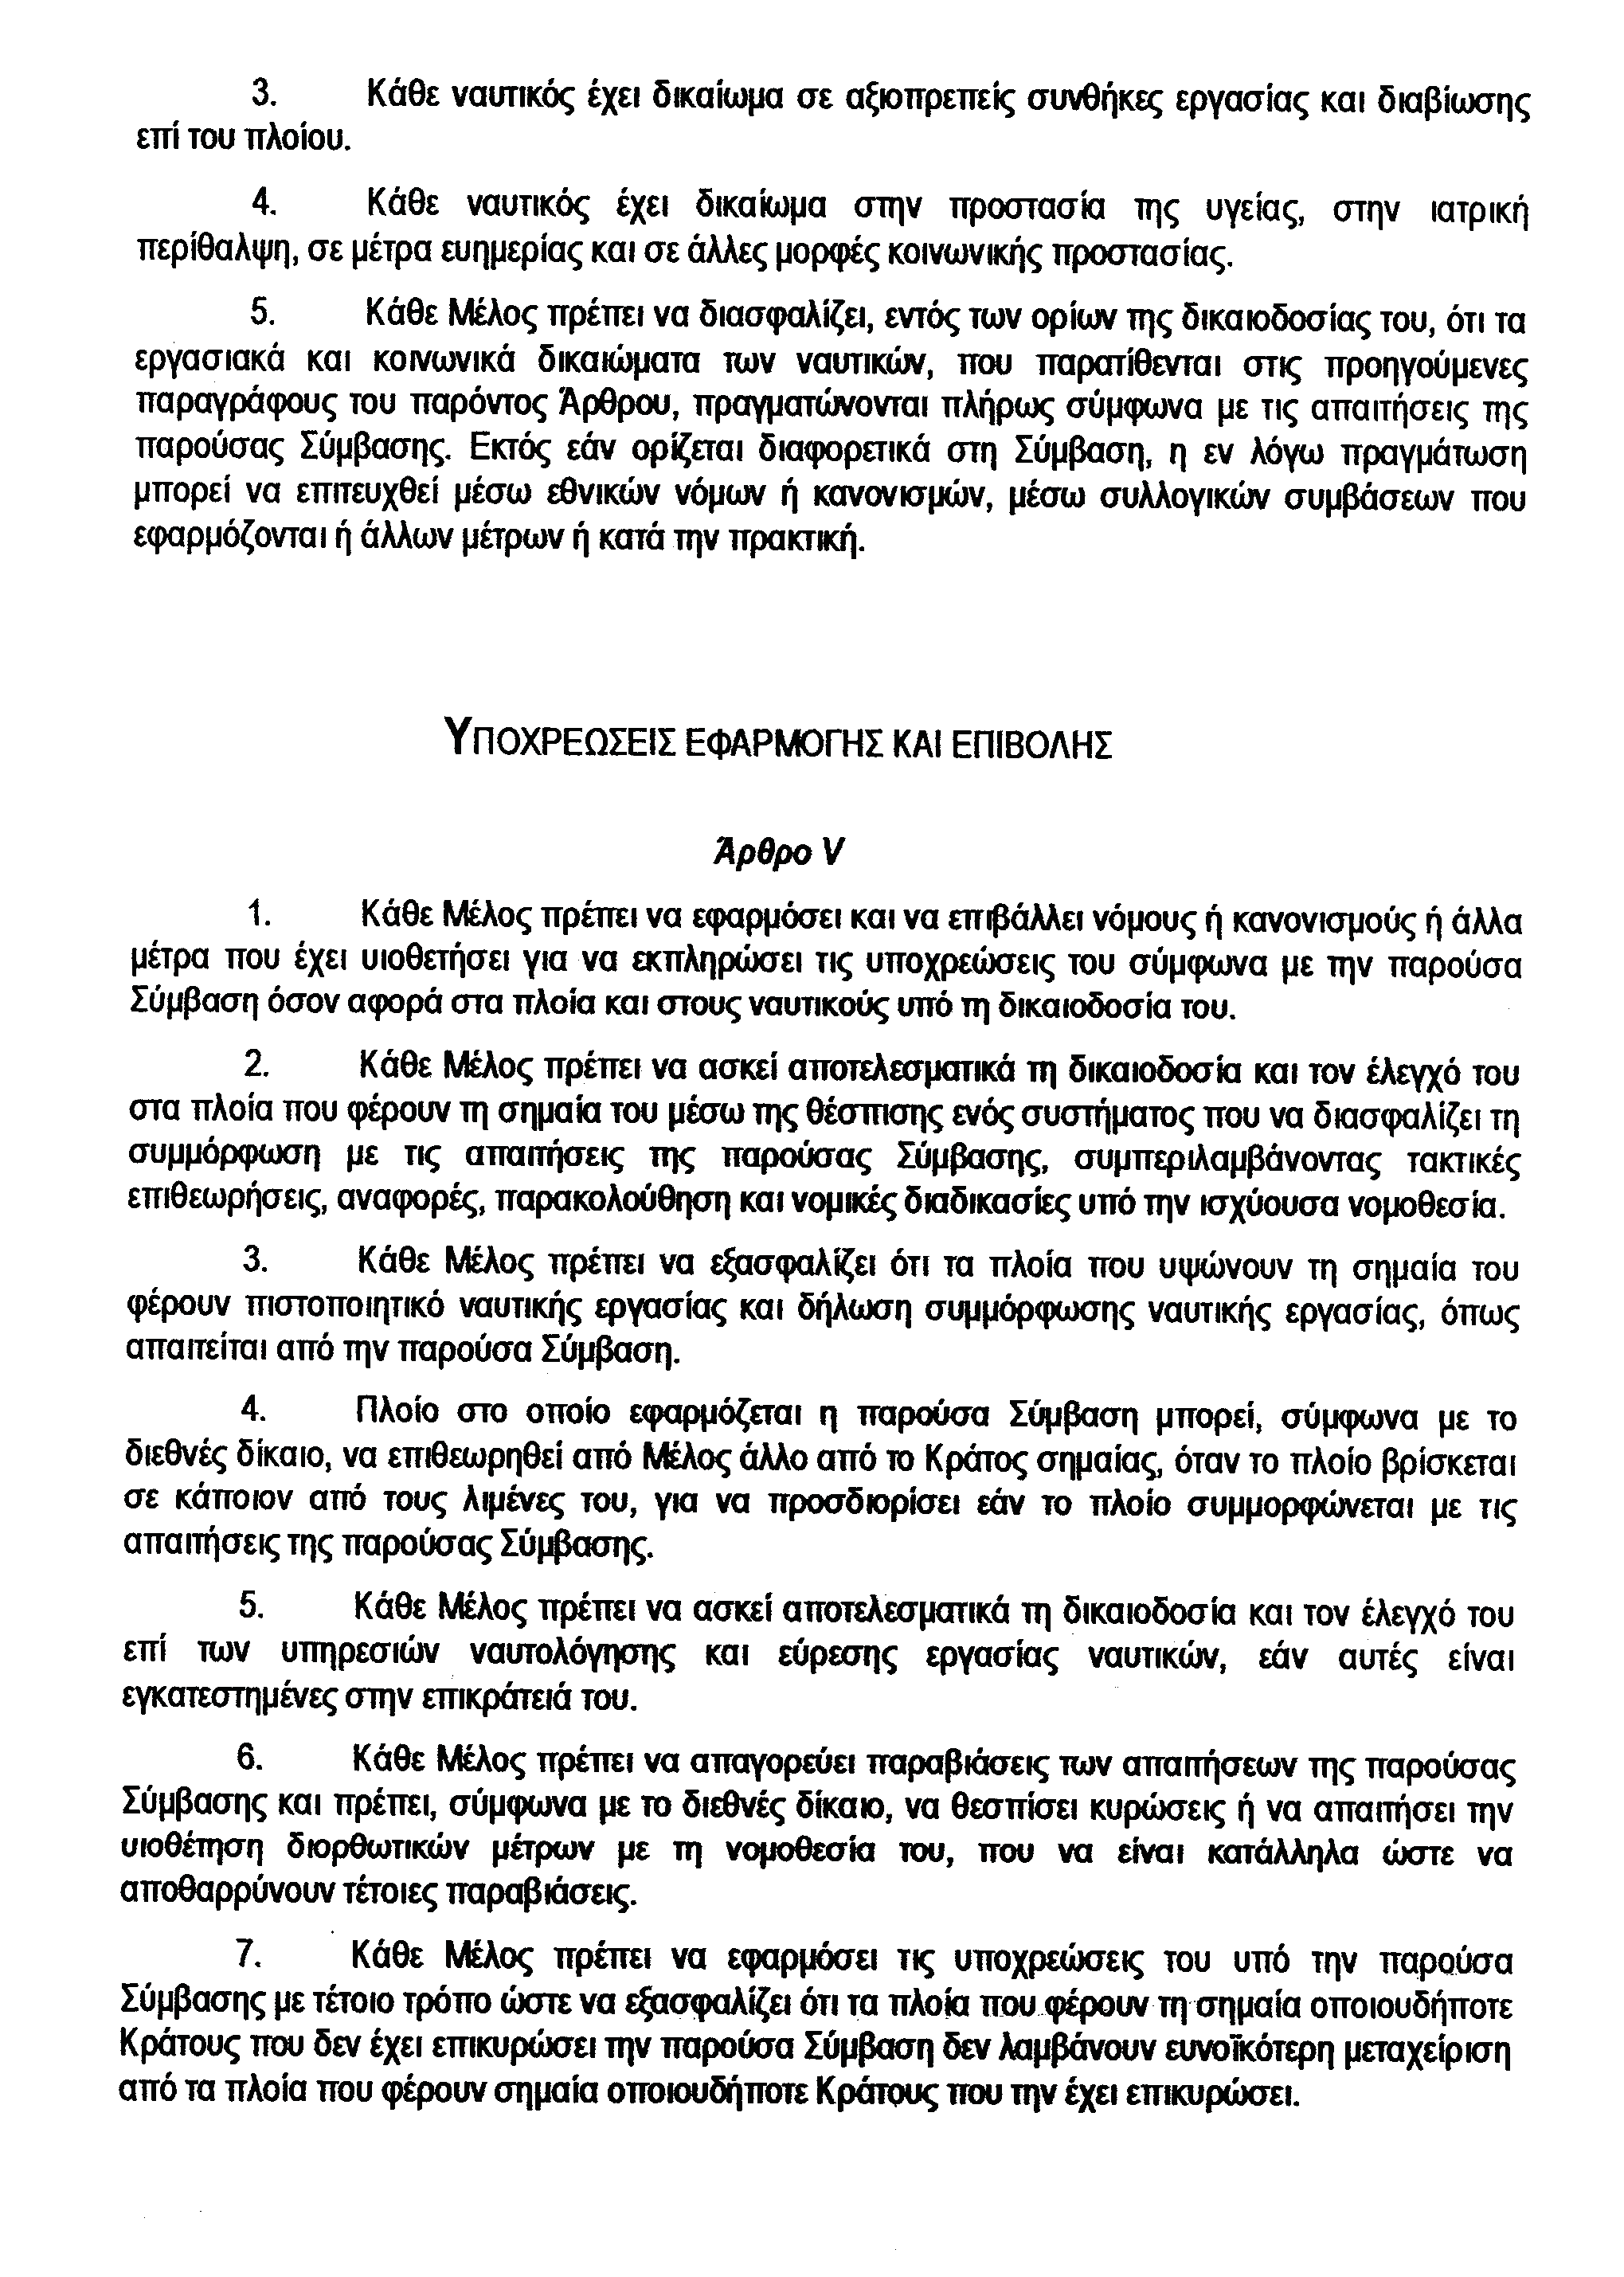 3. Κάθε ναυτικός έχει δικαίωμα σε αξιοπρεπείς συνθήκες εργασίας και διαβίωσης
επί του πλοίου.
4. Κάθε ναυτικός έχει δικαίωμα στην προστασία της υγείας, στην ιατρική
περίθαλψη, σε μέτρα ευημερίας και σε άλλες μορφές κοινωνικής προστασίας.
5. Κάθε Μέλος πρέπει να διασφαλίζει, εντός των ορίων της δικαιοδοσίας του, ότι τα
εργασιακά και κοινωνικά δικαιώματα των ναυτικών, που παρατίθενται στις προηγούμενες
παραγράφους του παρόντος Άρθρου, πραγματώνονται πλήρως σύμφωνα με τις απαιτήσεις της
παρούσας Σύμβασης. Εκτός εάν ορίζεται διαφορετικά στη Σύμβαση, η εν λόγω πραγμάτωση
μπορεί να επιτευχθεί μέσω εθνικών νόμων ή κανονισμών, μέσω συλλογικών συμβάσεων που
εφαρμόζονται ή άλλων μέτρων ή κατά την πρακτική.
ΥΠΟΧΡΕΩΣΕΙΣ ΕΦΑΡΜΟΓΗΣ ΚΑΙ ΕΠΙΒΟΛΗΣ
Άρθρο V
1. Κάθε Μέλος πρέπει να εφαρμόσει και να επιβάλλει νόμους ή κανονισμούς ή άλλα
μέτρα που έχει υιοθετήσει για να εκπληρώσει τις υποχρεώσεις του σύμφωνα με την παρούσα
Σύμβαση όσον αφορά στα πλοία και στους ναυτικούς υπό τη δικαιοδοσία του.
2. Κάθε Μέλος πρέπει να ασκεί αποτελεσματικά τη δικαιοδοσία και τον έλεγχό του
στα πλοία που φέρουν τη σημαία του μέσω της θέσπισης ενός συστήματος που να διασφαλίζει τη
συμμόρφωση με τις απαιτήσεις της παρούσας Σύμβασης, συμπεριλαμβάνοντας τακτικές
επιθεωρήσεις, αναφορές, παρακολούθηση και νομικές διαδικασίες υπό την ισχύουσα νομοθεσία.
3. Κάθε Μέλος πρέπει να εξασφαλίζει ότι τα πλοία που υψώνουν τη σημαία του
φέρουν πιστοποιητικό ναυτικής εργασίας και δήλωση συμμόρφωσης ναυτικής εργασίας, όπως
απαιτείται από την παρούσα Σύμβαση.
4. Πλοίο στο οποίο εφαρμόζεται η παρούσα Σύμβαση μπορεί, σύμφωνα με το
διεθνές δίκαιο, να επιθεωρηθεί από Μέλος άλλο από το Κράτος σημαίας, όταν το πλοίο βρίσκεται
σε κάποιον από τους λιμένες του, για να προσδιορίσει εάν το πλοίο συμμορφώνεται με τις
απαιτήσεις της παρούσας Σύμβασης.
5. Κάθε Μέλος πρέπει να ασκεί αποτελεσματικά τη δικαιοδοσία και τον έλεγχό του
επί των υπηρεσιών ναυτολόγησης και εύρεσης εργασίας ναυτικών, εάν αυτές είναι
εγκατεστημένες στην επικράτειά του.
6. Κάθε Μέλος πρέπει να απαγορεύει παραβιάσεις των απαιτήσεων της παρούσας
Σύμβασης και πρέπει, σύμφωνα με το διεθνές δίκαιο, να θεσπίσει κυρώσεις ή να απαιτήσει την
υιοθέτηση διορθωτικών μέτρων με τη νομοθεσία του, που να είναι κατάλληλα ώστε να
αποθαρρύνουν τέτοιες παραβιάσεις.
7. Κάθε Μέλος πρέπει να εφαρμόσει τις υποχρεώσεις του υπό την παρούσα
Σύμβασης με τέτοιο τρόπο ώστε να εξασφαλίζει ότι τα πλοία που φέρουν τη σημαία οποιουδήποτε
Κράτους που δεν έχει επικυρώσει την παρούσα Σύμβαση δεν λαμβάνουν ευνοϊκότερη μεταχείριση
από τα πλοία που φέρουν σημαία οποιουδήποτε Κράτους που την έχει επικυρώσει.